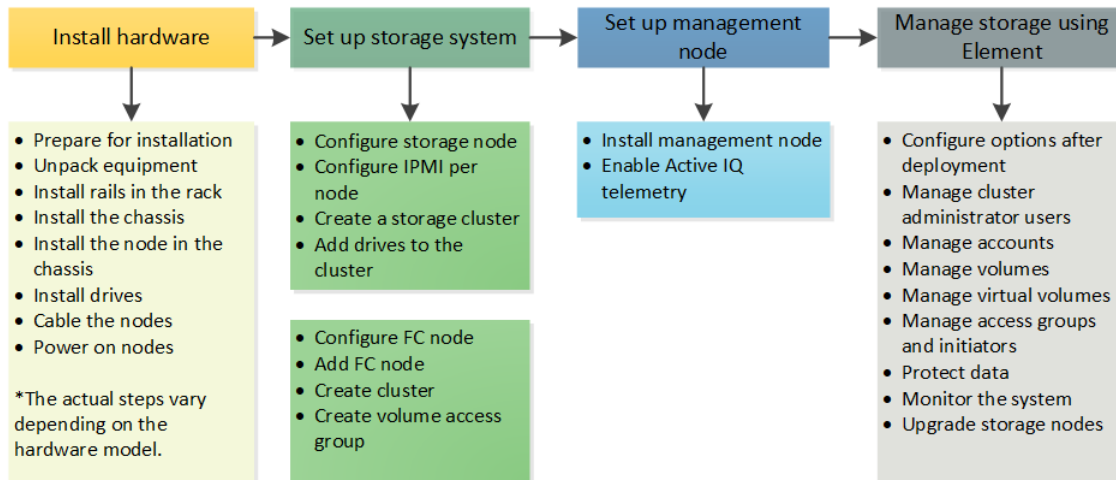 Install hardware
Set up storage system
Set up management
node
Manage storage using
Element
• Prepare for installation
• Unpack equipment
• Install rails in the rack
• Install the chassis
• Install the node in the
chassis
• Install drives
• Cable the nodes
• Power on nodes
*The actual steps vary
depending on the
hardware model.
• Configure storage node
• Configure IPMI per
node
• Create a storage cluster
• Add drives to the
cluster
• Configure FC node
• Add FC node
• Create cluster
• Create volume access
group
• Install management node
• Enable Active IQ
telemetry
• Configure options after
deployment
• Manage cluster
administrator users
• Manage accounts
• Manage volumes
• Manage virtual volumes
• Manage access groups
and initiators
• Protect data
• Monitor the system
• Upgrade storage nodes